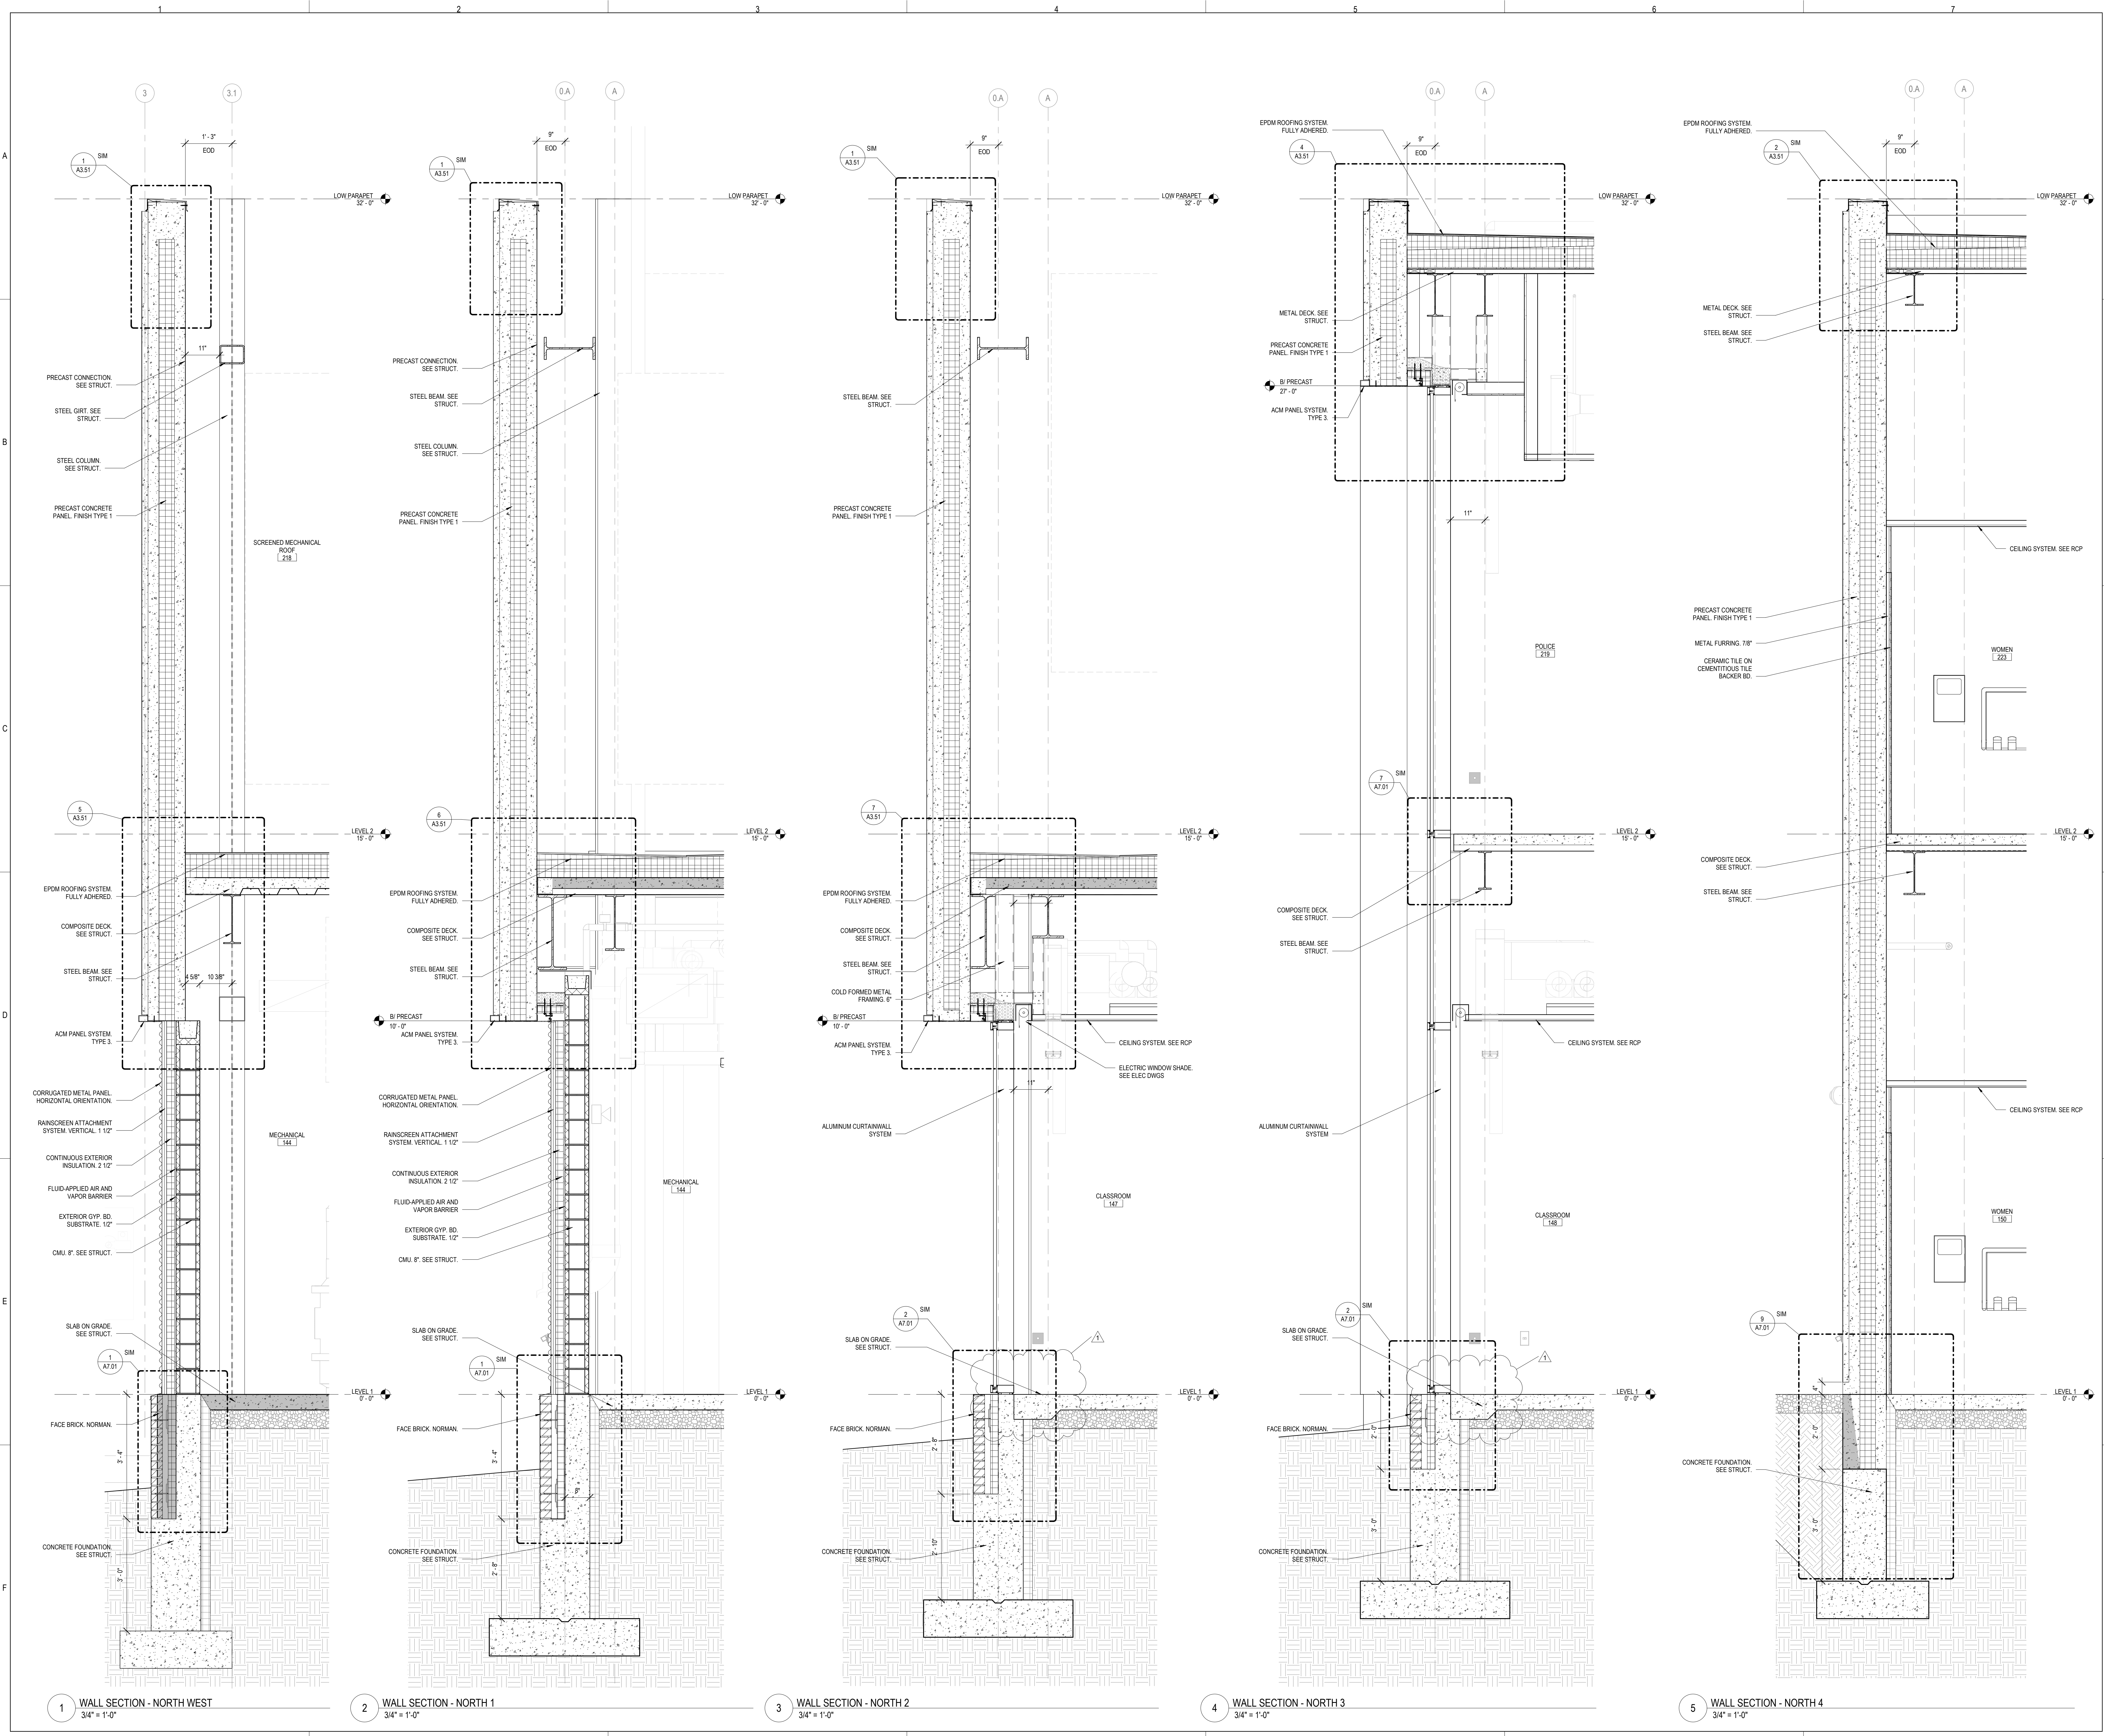 1
2
3
4
5
6
7
A
B
C
D
E
F
3
3.1
1' - 3"
EOD
1
A3.51
SIM
LOW PARAPET
32' - 0"
11"
PRECAST CONNECTION.
SEE STRUCT.
STEEL GIRT. SEE
STRUCT.
STEEL COLUMN.
SEE STRUCT.
PRECAST CONCRETE
PANEL. FINISH TYPE 1
SCREENED MECHANICAL
ROOF
218
5
A3.51
LEVEL 2
15' - 0"
EPDM ROOFING SYSTEM.
FULLY ADHERED.
COMPOSITE DECK.
SEE STRUCT.
STEEL BEAM. SEE
STRUCT.
4 5/8"
10 3/8"
ACM PANEL SYSTEM.
TYPE 3.
CORRUGATED METAL PANEL.
HORIZONTAL ORIENTATION.
RAINSCREEN ATTACHMENT
SYSTEM. VERTICAL. 1 1/2"
MECHANICAL
144
CONTINUOUS EXTERIOR
INSULATION. 2 1/2"
FLUID-APPLIED AIR AND
VAPOR BARRIER
EXTERIOR GYP. BD.
SUBSTRATE. 1/2"
CMU. 8". SEE STRUCT.
SLAB ON GRADE.
SEE STRUCT.
1
A7.01
SIM
LEVEL 1
0' - 0"
FACE BRICK. NORMAN.
3' - 4"
CONCRETE FOUNDATION.
SEE STRUCT.
3' - 0"
1
WALL SECTION - NORTH WEST
3/4" = 1'-0"
0.A
A
9"
EOD
1
A3.51
SIM
LOW PARAPET
32' - 0"
PRECAST CONNECTION.
SEE STRUCT.
STEEL BEAM. SEE
STRUCT.
STEEL COLUMN.
SEE STRUCT.
PRECAST CONCRETE
PANEL. FINISH TYPE 1
6
A3.51
LEVEL 2
15' - 0"
EPDM ROOFING SYSTEM.
FULLY ADHERED.
COMPOSITE DECK.
SEE STRUCT.
STEEL BEAM. SEE
STRUCT.
B/ PRECAST
10' - 0"
ACM PANEL SYSTEM.
TYPE 3.
CORRUGATED METAL PANEL.
HORIZONTAL ORIENTATION.
RAINSCREEN ATTACHMENT
SYSTEM. VERTICAL. 1 1/2"
CONTINUOUS EXTERIOR
INSULATION. 2 1/2"
MECHANICAL
144
FLUID-APPLIED AIR AND
VAPOR BARRIER
EXTERIOR GYP. BD.
SUBSTRATE. 1/2"
CMU. 8". SEE STRUCT.
SLAB ON GRADE.
SEE STRUCT.
1
A7.01
SIM
LEVEL 1
0' - 0"
FACE BRICK. NORMAN.
3' - 4"
8"
CONCRETE FOUNDATION.
SEE STRUCT.
2' - 8"
2
WALL SECTION - NORTH 1
3/4" = 1'-0"
0.A
A
9"
EOD
1
A3.51
SIM
LOW PARAPET
32' - 0"
STEEL BEAM. SEE
STRUCT.
PRECAST CONCRETE
PANEL. FINISH TYPE 1
7
A3.51
LEVEL 2
15' - 0"
EPDM ROOFING SYSTEM.
FULLY ADHERED.
COMPOSITE DECK.
SEE STRUCT.
STEEL BEAM. SEE
STRUCT.
COLD FORMED METAL
FRAMING. 6"
B/ PRECAST
10' - 0"
ACM PANEL SYSTEM.
TYPE 3.
CEILING SYSTEM. SEE RCP
ELECTRIC WINDOW SHADE.
SEE ELEC DWGS
11"
ALUMINUM CURTAINWALL
SYSTEM
CLASSROOM
147
2
A7.01
SIM
SLAB ON GRADE.
SEE STRUCT.
1
LEVEL 1
0' - 0"
FACE BRICK. NORMAN.
2' - 8"
CONCRETE FOUNDATION.
SEE STRUCT.
2' - 10"
3
WALL SECTION - NORTH 2
3/4" = 1'-0"
0.A
A
EPDM ROOFING SYSTEM.
FULLY ADHERED.
9"
EOD
4
A3.51
LOW PARAPET
32' - 0"
METAL DECK. SEE
STRUCT.
PRECAST CONCRETE
PANEL. FINISH TYPE 1
B/ PRECAST
27' - 0"
ACM PANEL SYSTEM.
TYPE 3.
11"
POLICE
219
7
A7.01
SIM
LEVEL 2
15' - 0"
COMPOSITE DECK.
SEE STRUCT.
STEEL BEAM. SEE
STRUCT.
CEILING SYSTEM. SEE RCP
ALUMINUM CURTAINWALL
SYSTEM
CLASSROOM
148
2
A7.01
SIM
SLAB ON GRADE.
SEE STRUCT.
1
LEVEL 1
0' - 0"
FACE BRICK. NORMAN.
2' - 0"
CONCRETE FOUNDATION.
SEE STRUCT.
3' - 0"
4
WALL SECTION - NORTH 3
3/4" = 1'-0"
0.A
A
EPDM ROOFING SYSTEM.
FULLY ADHERED.
9"
EOD
2
A3.51
SIM
LOW PARAPET
32' - 0"
METAL DECK. SEE
STRUCT.
STEEL BEAM. SEE
STRUCT.
CEILING SYSTEM. SEE RCP
PRECAST CONCRETE
PANEL. FINISH TYPE 1
METAL FURRING. 7/8"
CERAMIC TILE ON
CEMENTITIOUS TILE
BACKER BD.
WOMEN
223
LEVEL 2
15' - 0"
COMPOSITE DECK.
SEE STRUCT.
STEEL BEAM. SEE
STRUCT.
CEILING SYSTEM. SEE RCP
WOMEN
150
9
A7.01
SIM
4"
LEVEL 1
0' - 0"
2' - 0"
CONCRETE FOUNDATION.
SEE STRUCT.
3' - 0"
5
WALL SECTION - NORTH 4
3/4" = 1'-0"